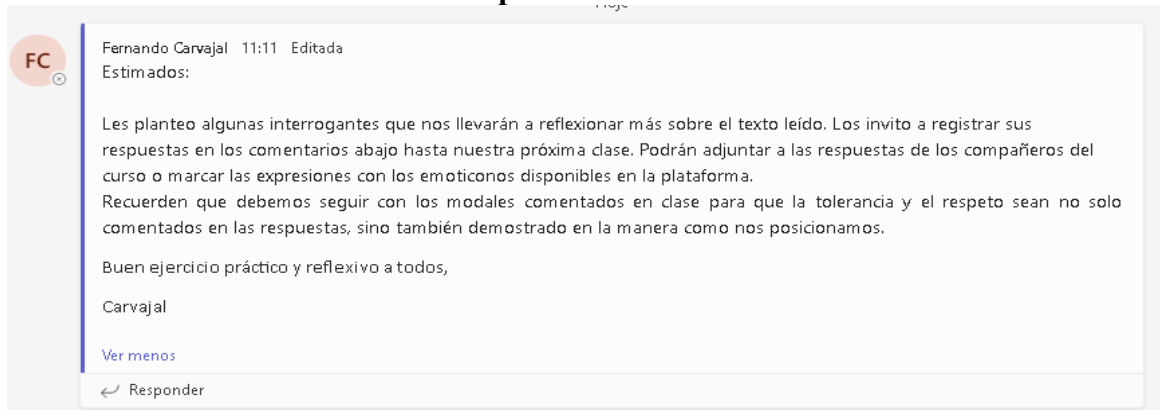 Hoje
FC
Fernando Carvajal 11:11 Editada
Estimados:
Les planteo algunas interrogantes que nos llevarán a reflexionar más sobre el texto leído. Los invito a registrar sus
respuestas en los comentarios abajo hasta nuestra próxima clase. Podrán adjuntar a las respuestas de los compañeros del
curso o marcar las expresiones con los emoticonos disponibles en la plataforma.
Recuerden que debemos seguir con los modales comentados en clase para que la tolerancia y el respeto sean no solo
comentados en las respuestas, sino también demostrado en la manera como nos posicionamos.
Buen ejercicio práctico y reflexivo a todos,
Carvajal
Ver menos
Responder